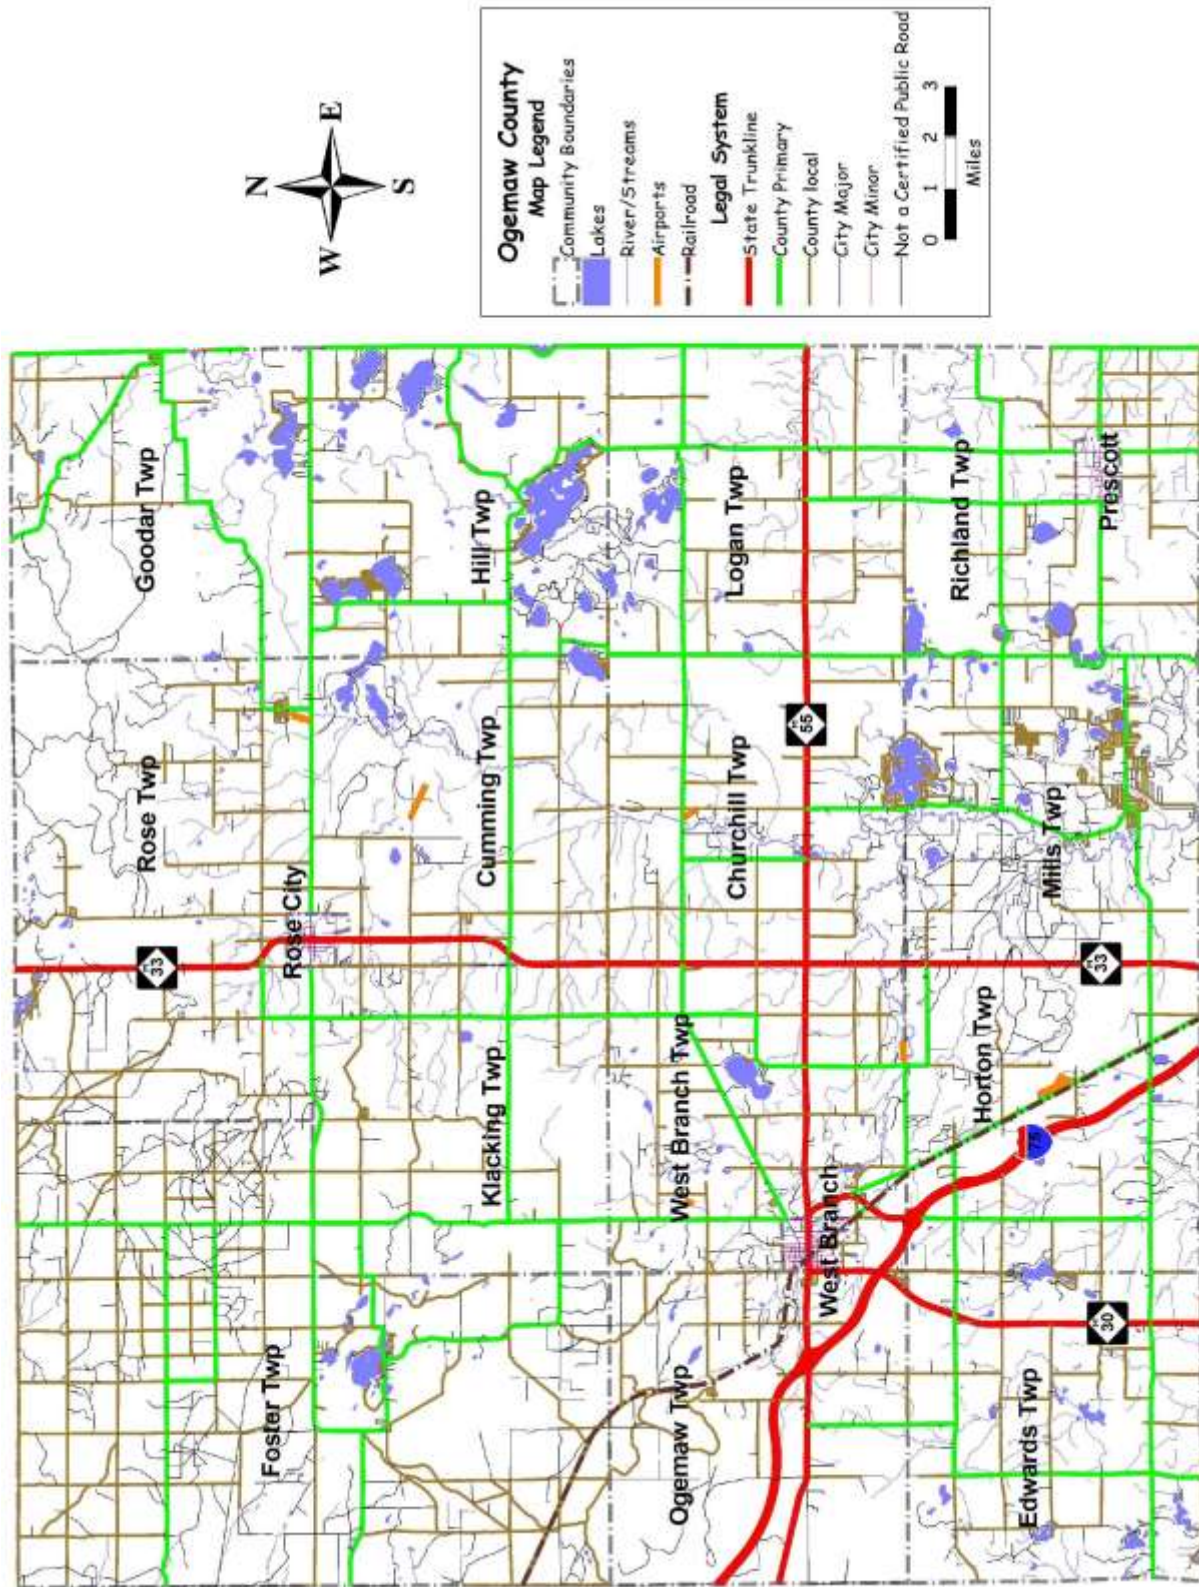 N
W
E
S
Ogemaw County
Map Legend
Community Boundaries
Lakes
River/Streams
Airports
Railroad
Legal System
State Trunkline
County Primary
County local
City Major
City Minor
Not a Certified Public Road
0 1 2 3
Miles
M
33
Rose Twp
Goodar Twp
Foster Twp
Rose City
Klacking Twp
Cumming Twp
Hill Twp
Ogemaw Twp
West Branch Twp
Churchill Twp
Logan Twp
M
55
West Branch
Edwards Twp
Horton Twp
Mills Twp
Richland Twp
75
M
30
M
33
Prescott